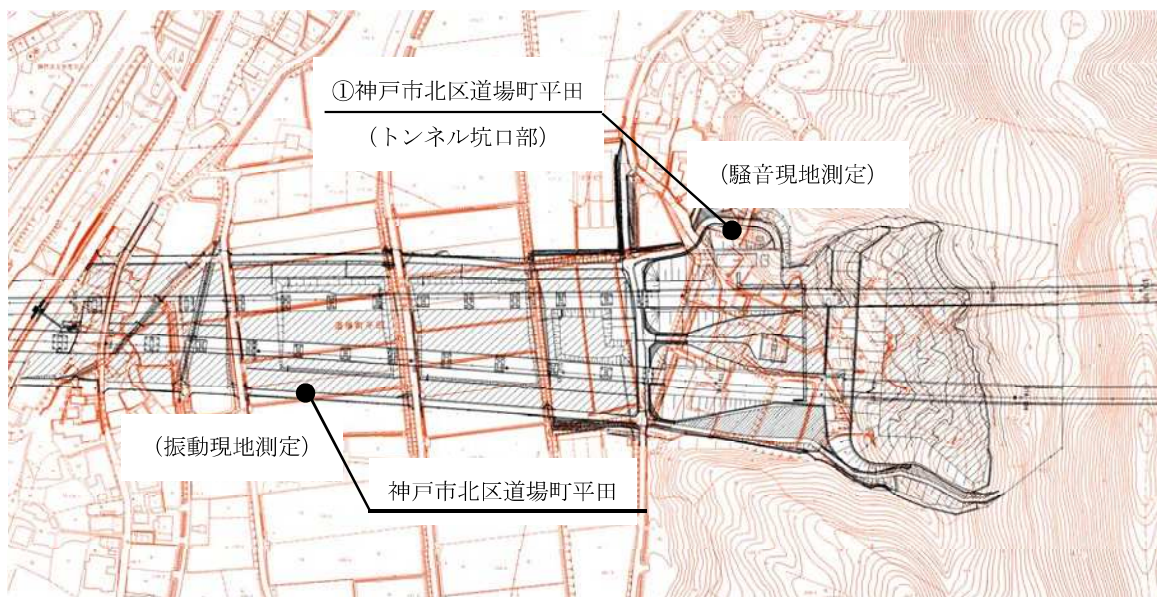 ①神戸市北区道場町平田
(トンネル坑口部)
(騒音現地測定)
(振動現地測定)
神戸市北区道場町平田